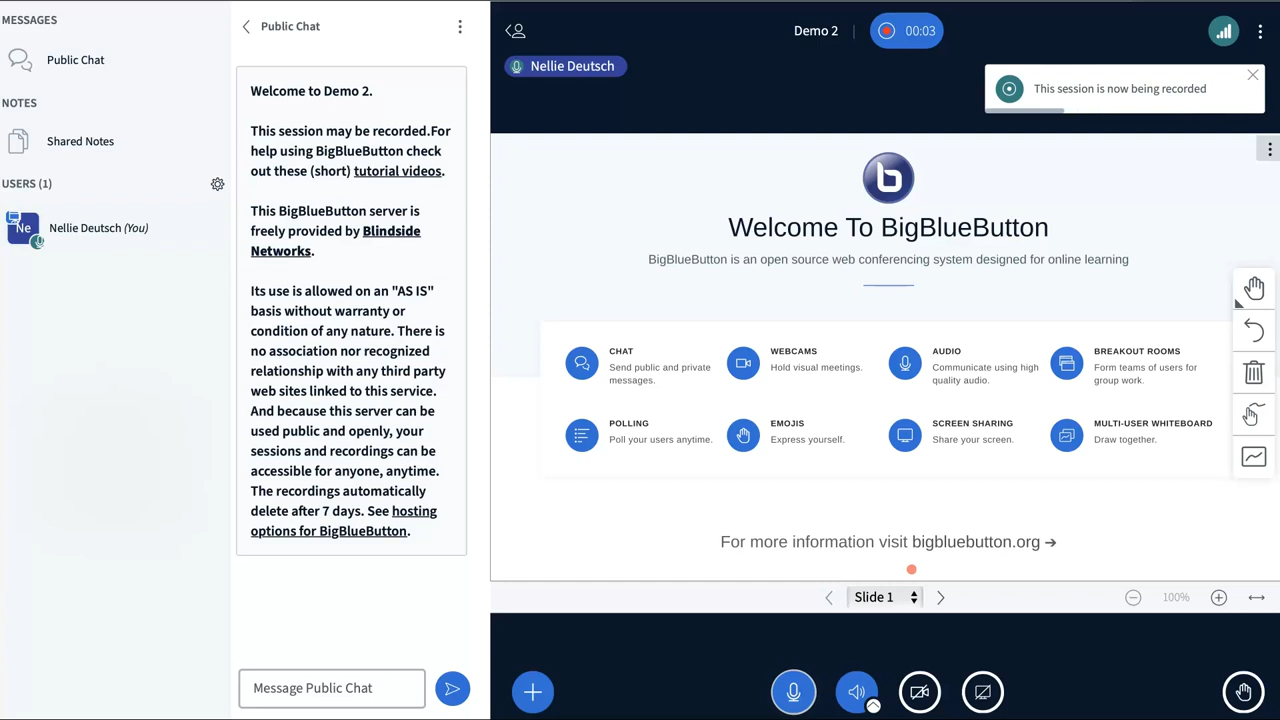 MESSAGES
Public Chat
NOTES
Shared Notes
USERS (1)
Ne
Nellie Deutsch (You)
Public Chat
Welcome to Demo 2.
This session may be recorded.For
help using BigBlueButton check
out these (short) tutorial videos.
This BigBlueButton server is
freely provided by Blindside
Networks.
Its use is allowed on an "AS IS"
basis without warranty or
condition of any nature. There is
no association nor recognized
relationship with any third party
web sites linked to this service.
And because this server can be
used public and openly, your
sessions and recordings can be
accessible for anyone, anytime.
The recordings automatically
delete after 7 days. See hosting
options for BigBlueButton.
Message Public Chat
Demo 2
00:03
Nellie Deutsch
This session is now being recorded
b
Welcome To BigBlueButton
BigBlueButton is an open source web conferencing system designed for online learning
CHAT
Send public and private
messages.
WEBCAMS
Hold visual meetings.
AUDIO
Communicate using high
quality audio.
BREAKOUT ROOMS
Form teams of users for
group work.
POLLING
Poll your users anytime.
EMOJIS
Express yourself.
SCREEN SHARING
Share your screen.
MULTI-USER WHITEBOARD
Draw together.
For more information visit bigbluebutton.org →
Slide 1
100%